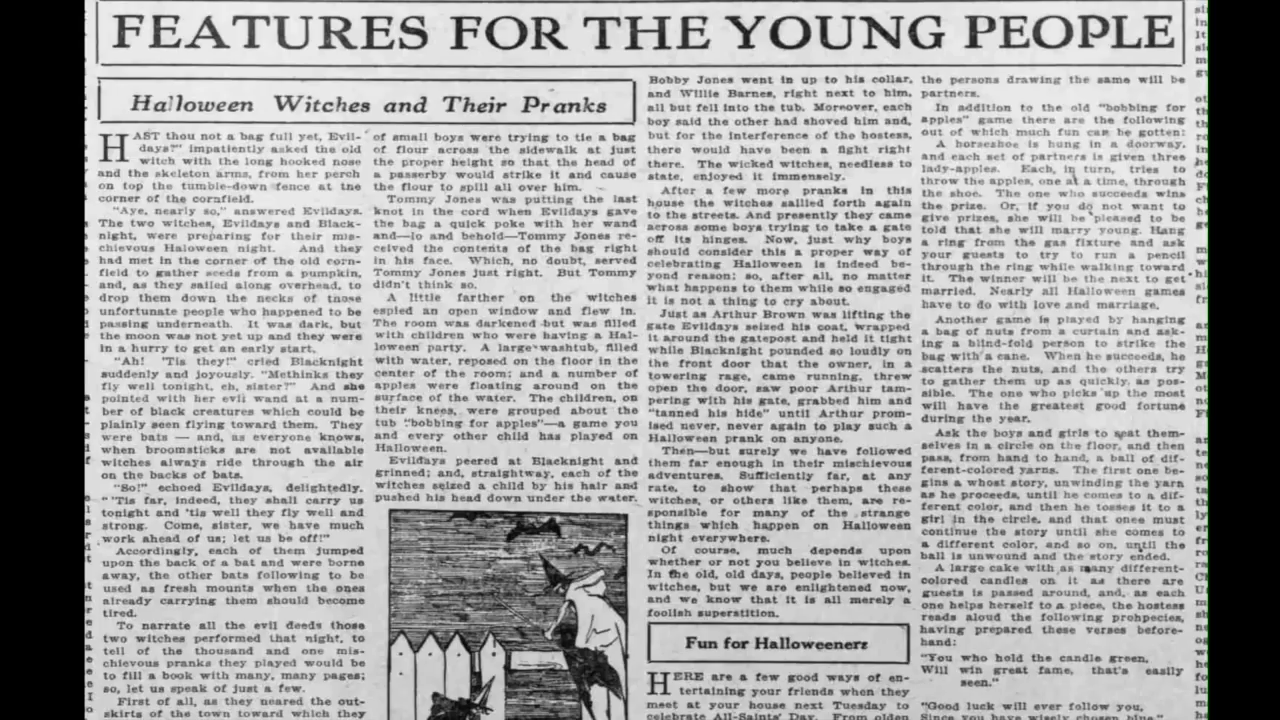 FEATURES FOR THE YOUNG PEOPLE
Halloween Witches and Their Pranks
HAST thou not a bag full yet, Evil-
days?" impatiently asked the old
witch with the long hooked nose
and the skeleton arms, from her perch
on top the tumble-down fence at the
corner of the cornfield.
"Aye, nearly so," answered Evildays.
The two witches, Evildays and Black-
night, were preparing for their mis-
chievous Haloween night. And they
had met in the corner of the old corn-
field to gather seeds from a pumpkin,
and, as they sailed along overhead, to
drop them down the necks of those
unfortunate people who happened to be
passing underneath. It was dark, but
the moon was not yet up and they were
in a hurry to get an early start.
"Ah! 'Tis they!" cried Blacknight
suddenly and joyously. "Methinks they
fly well tonight, eh, sister?" And she
pointed with her evil wand at a num-
ber of black creatures which could be
plainly seen flying toward them. They
were bats — and, as everyone knows,
when broomsticks are not available
witches always ride through the air
on the backs of bats.
"So!" echoed Evildays, delightedly.
"'Tis far, indeed, they shall carry us
tonight and 'tis well they fly well and
strong. Come, sister, we have much
work ahead of us; let us be off!"
Accordingly, each of them jumped
upon the back of a bat and were borne
away, the other bats following to be
used as fresh mounts when the ones
already carrying them should become
tired.
To narrate all the evil deeds those
two witches performed that night, to
tell of the thousand and one mis-
chievous pranks they played would be
to fill a book with many, many pages;
so, let us speak of just a few.
First of all, as they neared the out-
skirts of the town toward which they
of small boys were trying to tie a bag
of flour across the sidewalk at just
the proper height so that the head of
a passerby would strike it and cause
the flour to spill all over him.
Tommy Jones was putting the last
knot in the cord when Evildays gave
the bag a quick poke with her wand
and—lo and behold—Tommy Jones re-
ceived the contents of the bag right
in his face. Which, no doubt, served
Tommy Jones just right. But Tommy
didn't think so.
A little farther on the witches
espied an open window and flew in.
The room was darkened but was filled
with children who were having a Hal-
loween party. A large washtub, filled
with water, reposed on the floor in the
center of the room; and a number of
apples were floating around on the
surface of the water. The children, on
their knees, were grouped about the
tub "bobbing for apples"—a game you
and every other child has played on
Halloween.
Evildays peered at Blacknight and
grinned; and, straightway, each of the
witches seized a child by his hair and
pushed his head down under the water.
Bobby Jones went in up to his collar,
and Willie Barnes, right next to him,
all but fell into the tub. Moreover, each
boy said the other had shoved him and,
but for the interference of the hostess,
there would have been a fight right
there. The wicked witches, needless to
state, enjoyed it immensely.
After a few more pranks in this
house the witches sailed forth again
to the streets. And presently they came
across some boys trying to take a gate
off its hinges. Now, just why boys
should consider this a proper way of
celebrating Halloween is indeed be-
yond reason; so, after all, no matter
what happens to them while so engaged
it is not a thing to cry about.
Just as Arthur Brown was lifting the
gate Evildays seized his coat, wrapped
it around the gatepost and held it tight
while Blacknight pounded so loudly on
the front door that the owner, in a
towering rage, came running, threw
open the door, saw poor Arthur tam-
pering with his gate, grabbed him and
"tanned his hide" until Arthur prom-
ised never, never again to play such a
Halloween prank on anyone.
Then—but surely we have followed
them far enough in their mischievous
adventures. Sufficiently far, at any
rate, to show that perhaps these
witches, or others like them, are re-
sponsible for many of the strange
things which happen on Halloween
night everywhere.
Of course, much depends upon
whether or not you believe in witches.
In the old, old days, people believed in
witches, but we are enlightened now,
and we know that it is all merely a
foolish superstition.
Fun for Halloweeners
HERE are a few good ways of en-
tertaining your friends when they
meet at your house next Tuesday to
celebrate All-Saints' Day. From olden
the persons drawing the same will be
partners.
In addition to the old "bobbing for
apples" game there are the following
out of which much fun can be gotten:
A horseshoe is hung in a doorway,
and each set of partners is given three
lady-apples. Each, in turn, tries to
throw the apples, one at a time, through
the shoe. The one who succeeds wins
the prize. Or, if you do not want to
give prizes, she will be pleased to be
told that she will marry young. Hang
a ring from the gas fixture and ask
your guests to try to run a pencil
through the ring while walking toward
it. The winner will be the next to get
married. Nearly all Halloween games
have to do with love and marriage.
Another game is played by hanging
a bag of nuts from a curtain and ask-
ing a blind-fold person to strike the
bag with a cane. When he succeeds, he
scatters the nuts, and the others try
to gather them up as quickly, as pos-
sible. The one who picks up the most
will have the greatest good fortune
during the year.
Ask the boys and girls to seat them-
selves in a circle on the floor, and then
pass, from hand to hand, a ball of dif-
ferent-colored yarns. The first one be-
gins a whost story, unwinding the yarn
as he proceeds, until he comes to a dif-
ferent color, and then he tosses it to a
girl in the circle, and that onee must
continue the story until she comes to
a different color, and so on, until the
ball is unwound and the story ended.
A large cake with as many different-
colored candles on it as there are
guests is passed around, and, as each
one helps herself to a piece, the hostess
reads aloud the following prohpecies,
having prepared these verses before-
hand:
"You who hold the candle green,
Will win great fame, that's easily
seen."
"Good luck will ever follow you,
Since you have wisely chosen blue."